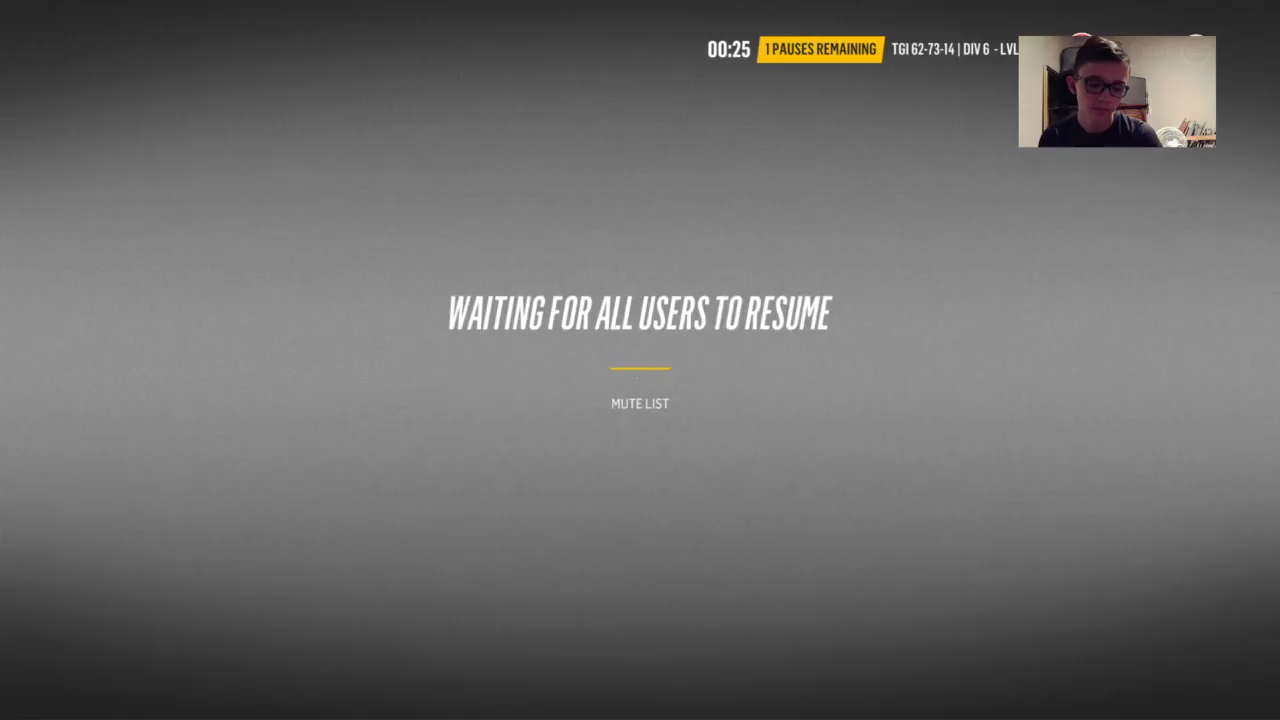 00:25 1 PAUSES REMAINING TGI 62-73-14 | DIV 6 - LVL
WAITING FOR ALL USERS TO RESUME
MUTE LIST